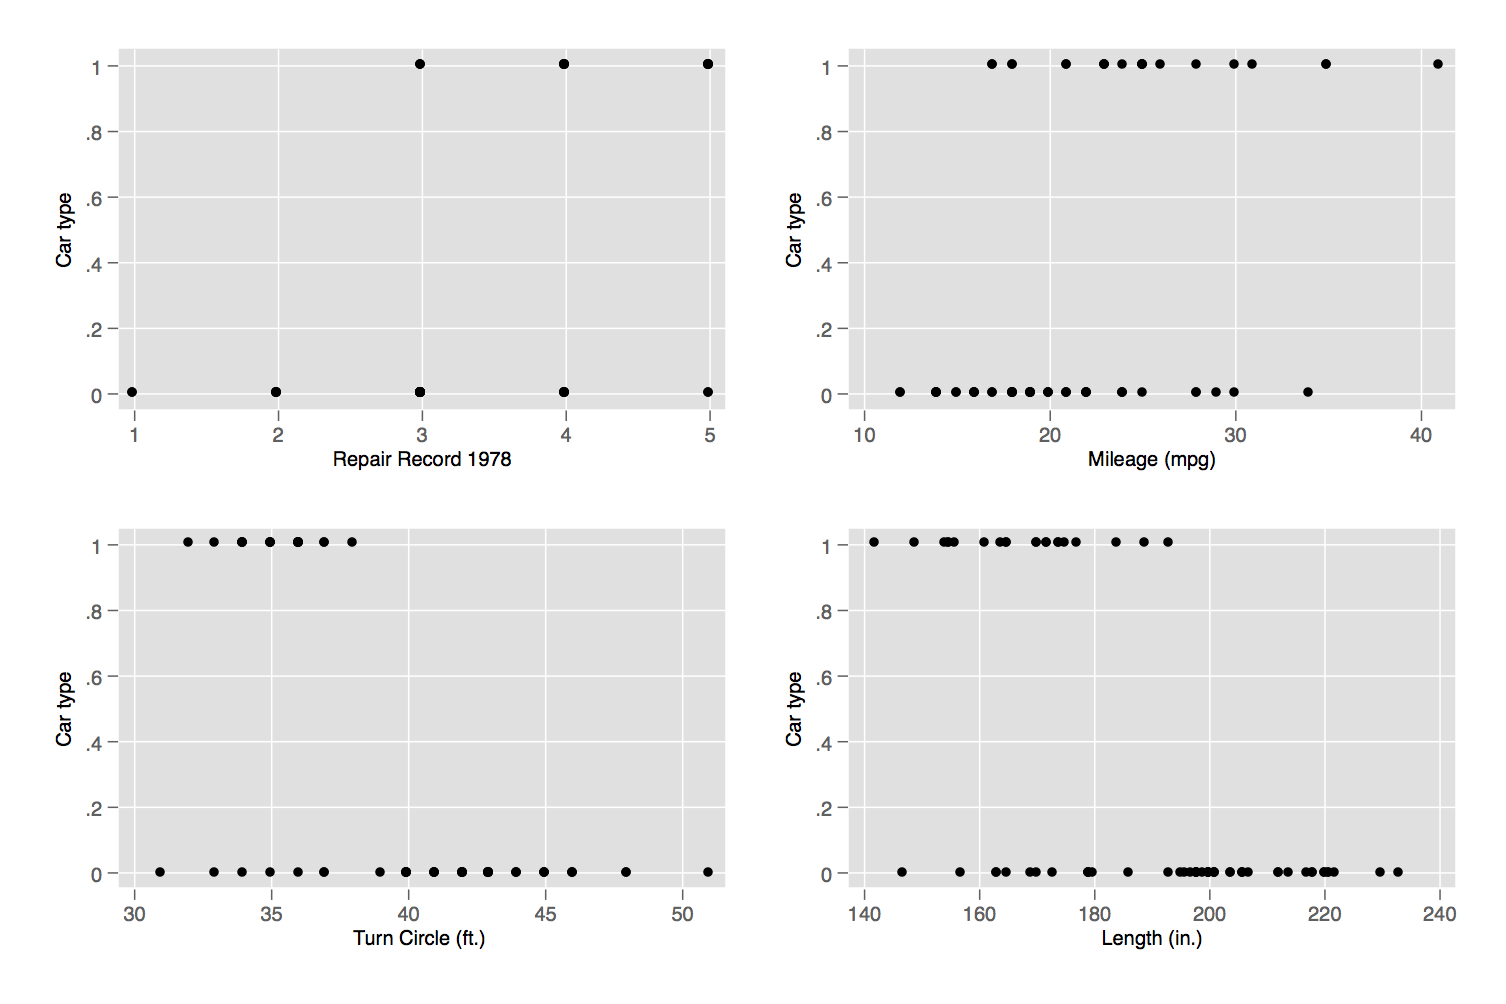 1
.8
.6
.4
.2
0
Car type
1 2 3 4 5
Repair Record 1978
1
.8
.6
.4
.2
0
Car type
10 20 30 40
Mileage (mpg)
1
.8
.6
.4
.2
0
Car type
30 35 40 45 50
Turn Circle (ft.)
1
.8
.6
.4
.2
0
Car type
140 160 180 200 220 240
Length (in.)